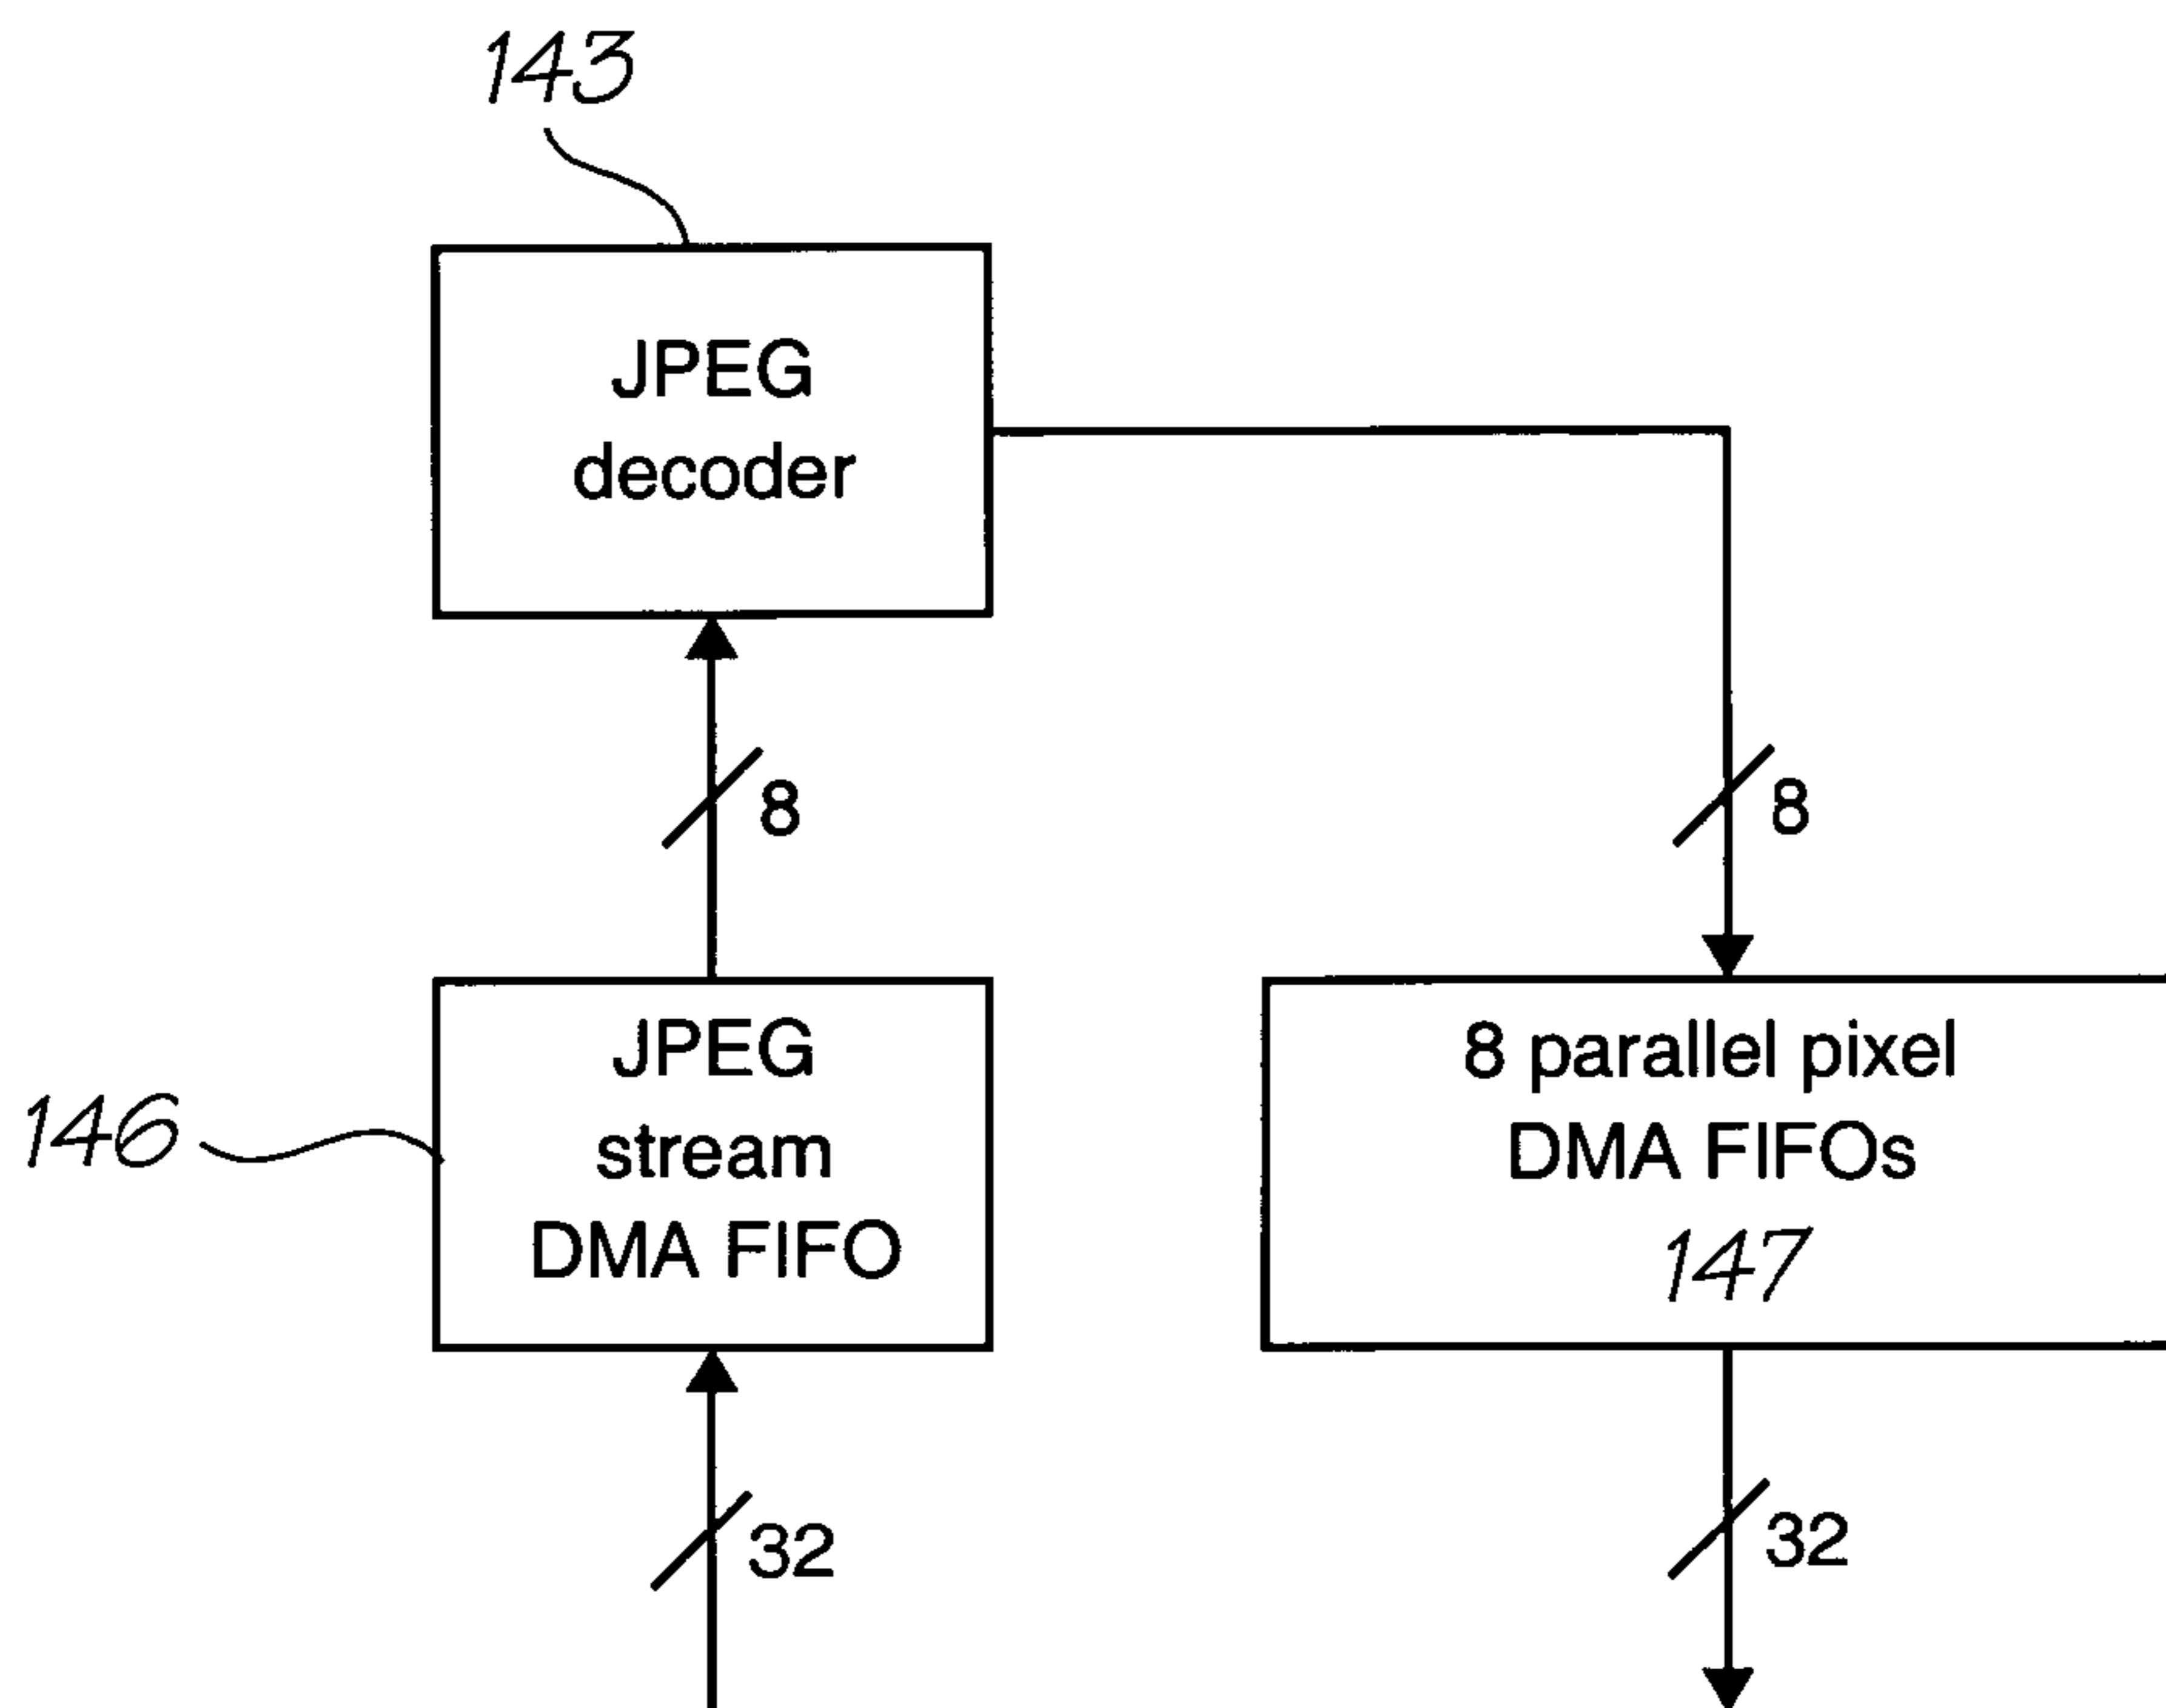 143
JPEG
decoder
8
8
JPEG
stream
DMA FIFO
146
8 parallel pixel
DMA FIFOs
147
32
32